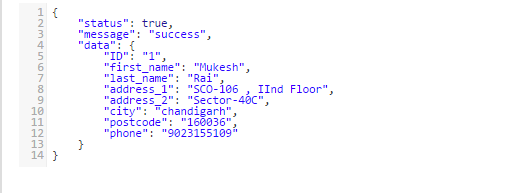 1 {
2     "status": true,
3     "message": "success",
4     "data": {
5         "ID": "1",
6         "first_name": "Mukesh",
7         "last_name": "Rai",
8         "address_1": "SCO-106 , IInd Floor",
9         "address_2": "Sector-40C",
10         "city": "chandigarh",
11         "postcode": "160036",
12         "phone": "9023155109"
13     }
14 }